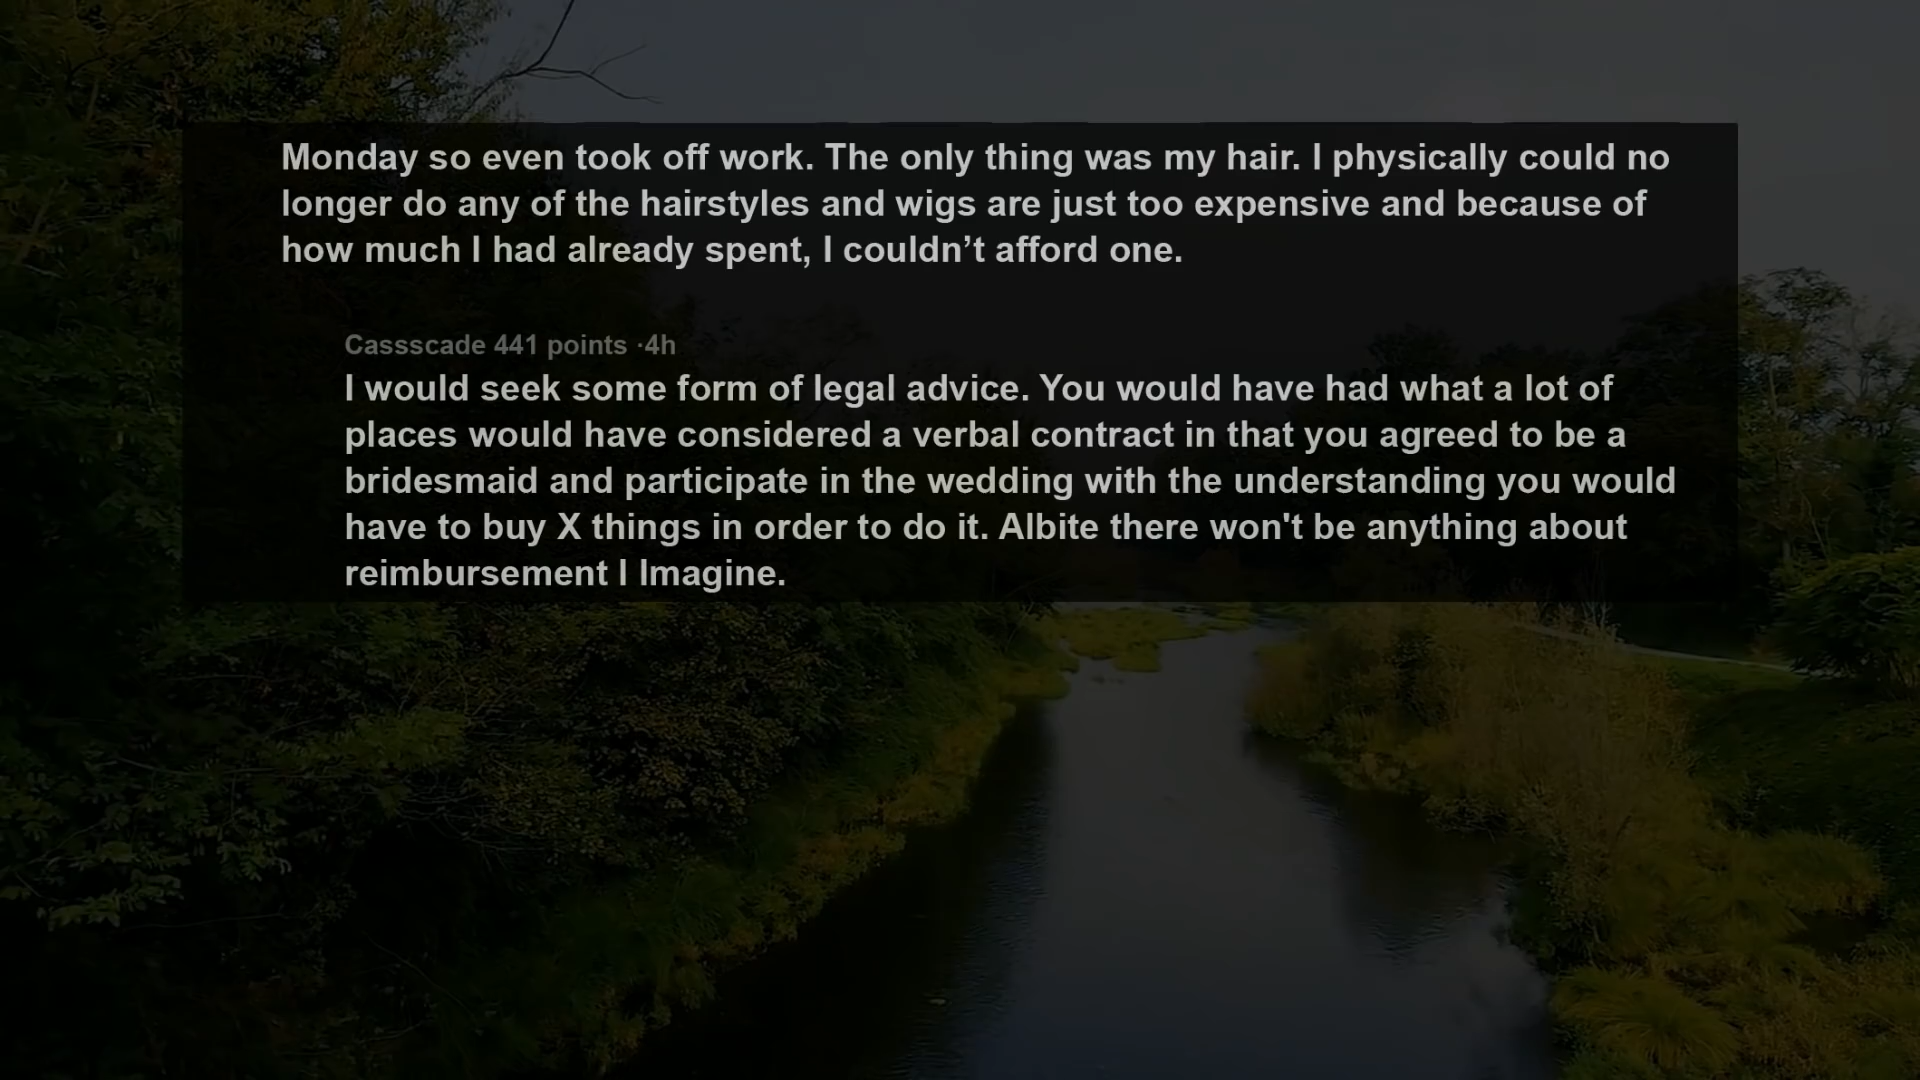 Monday so even took off work. The only thing was my hair. I physically could no
longer do any of the hairstyles and wigs are just too expensive and because of
how much I had already spent, I couldn’t afford one.
Cassscade 441 points ·4h
I would seek some form of legal advice. You would have had what a lot of
places would have considered a verbal contract in that you agreed to be a
bridesmaid and participate in the wedding with the understanding you would
have to buy X things in order to do it. Albite there won't be anything about
reimbursement I Imagine.